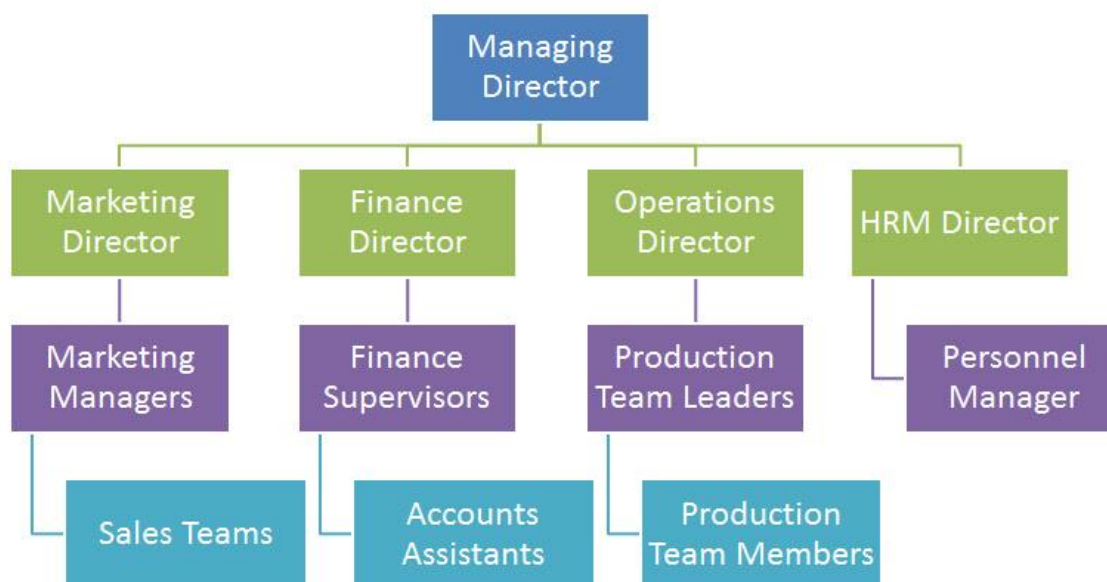 Managing
Director
Marketing
Director
Finance
Director
Operations
Director
HRM Director
Marketing
Managers
Finance
Supervisors
Production
Team Leaders
Personnel
Manager
Sales Teams
Accounts
Assistants
Production
Team Members